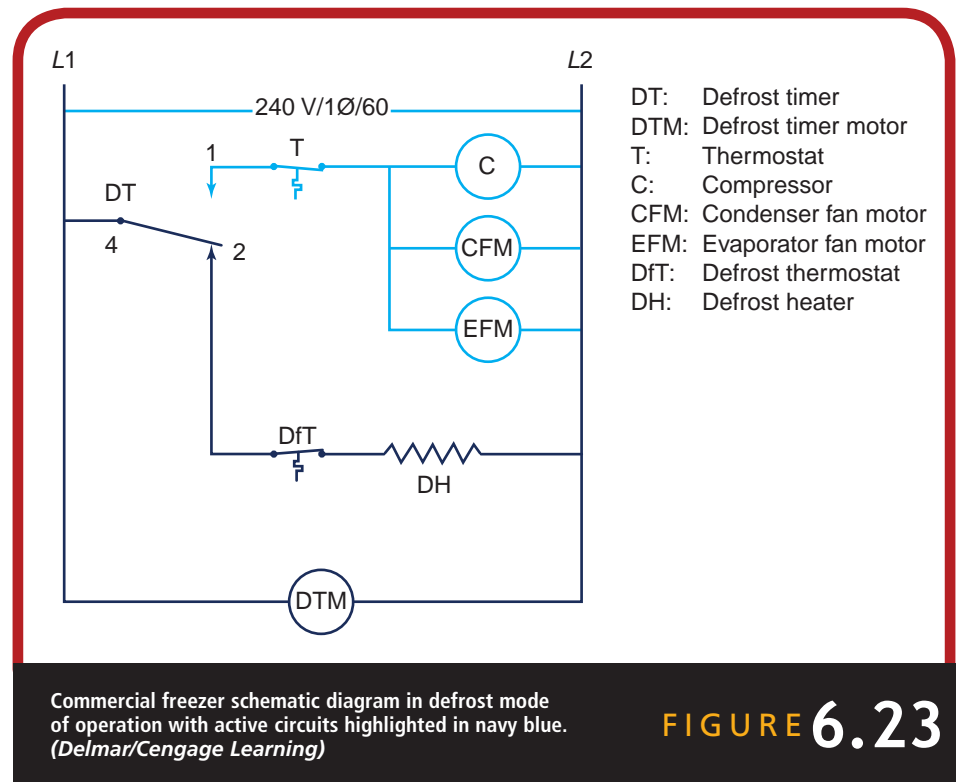 L1 L2
240 V/1Ø/60
1 T C
DT
4 2
CFM
EFM
DfT
DH
DTM
DT: Defrost timer
DTM: Defrost timer motor
T: Thermostat
C: Compressor
CFM: Condenser fan motor
EFM: Evaporator fan motor
DfT: Defrost thermostat
DH: Defrost heater
Commercial freezer schematic diagram in defrost mode
of operation with active circuits highlighted in navy blue.
(Delmar/Cengage Learning)
FIGURE 6.23